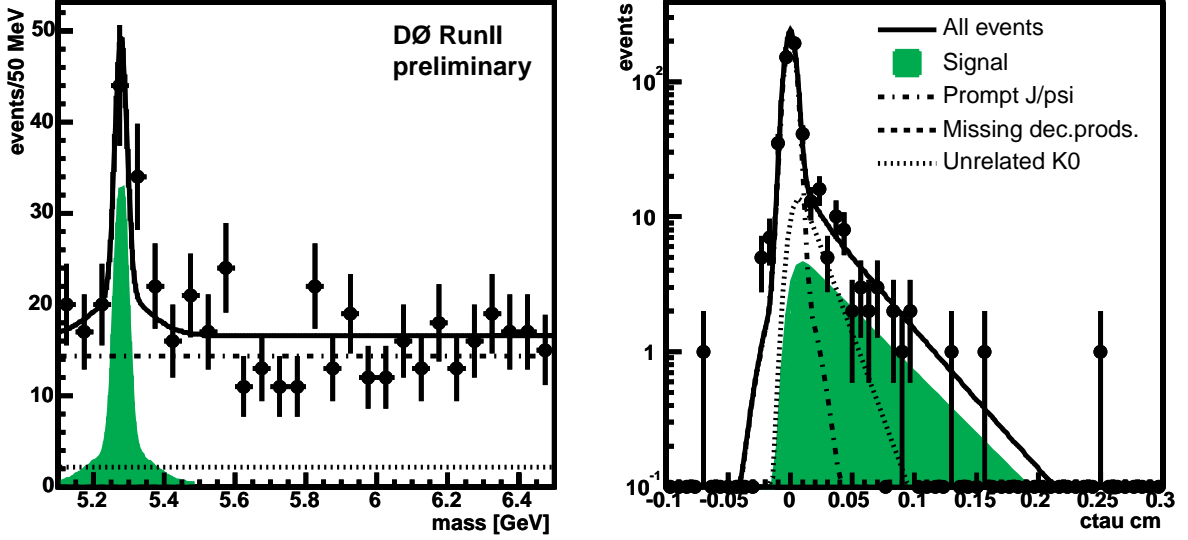 events/50 MeV
50
40
30
20
10
0
5.2 5.4 5.6 5.8 6 6.2 6.4
mass [GeV]
DØ RunII
preliminary
events
10²
10
1
10⁻¹
-0.1 -0.05 0 0.05 0.1 0.15 0.2 0.25 0.3
ctau cm
All events
Signal
Prompt J/psi
Missing dec.prods.
Unrelated K0